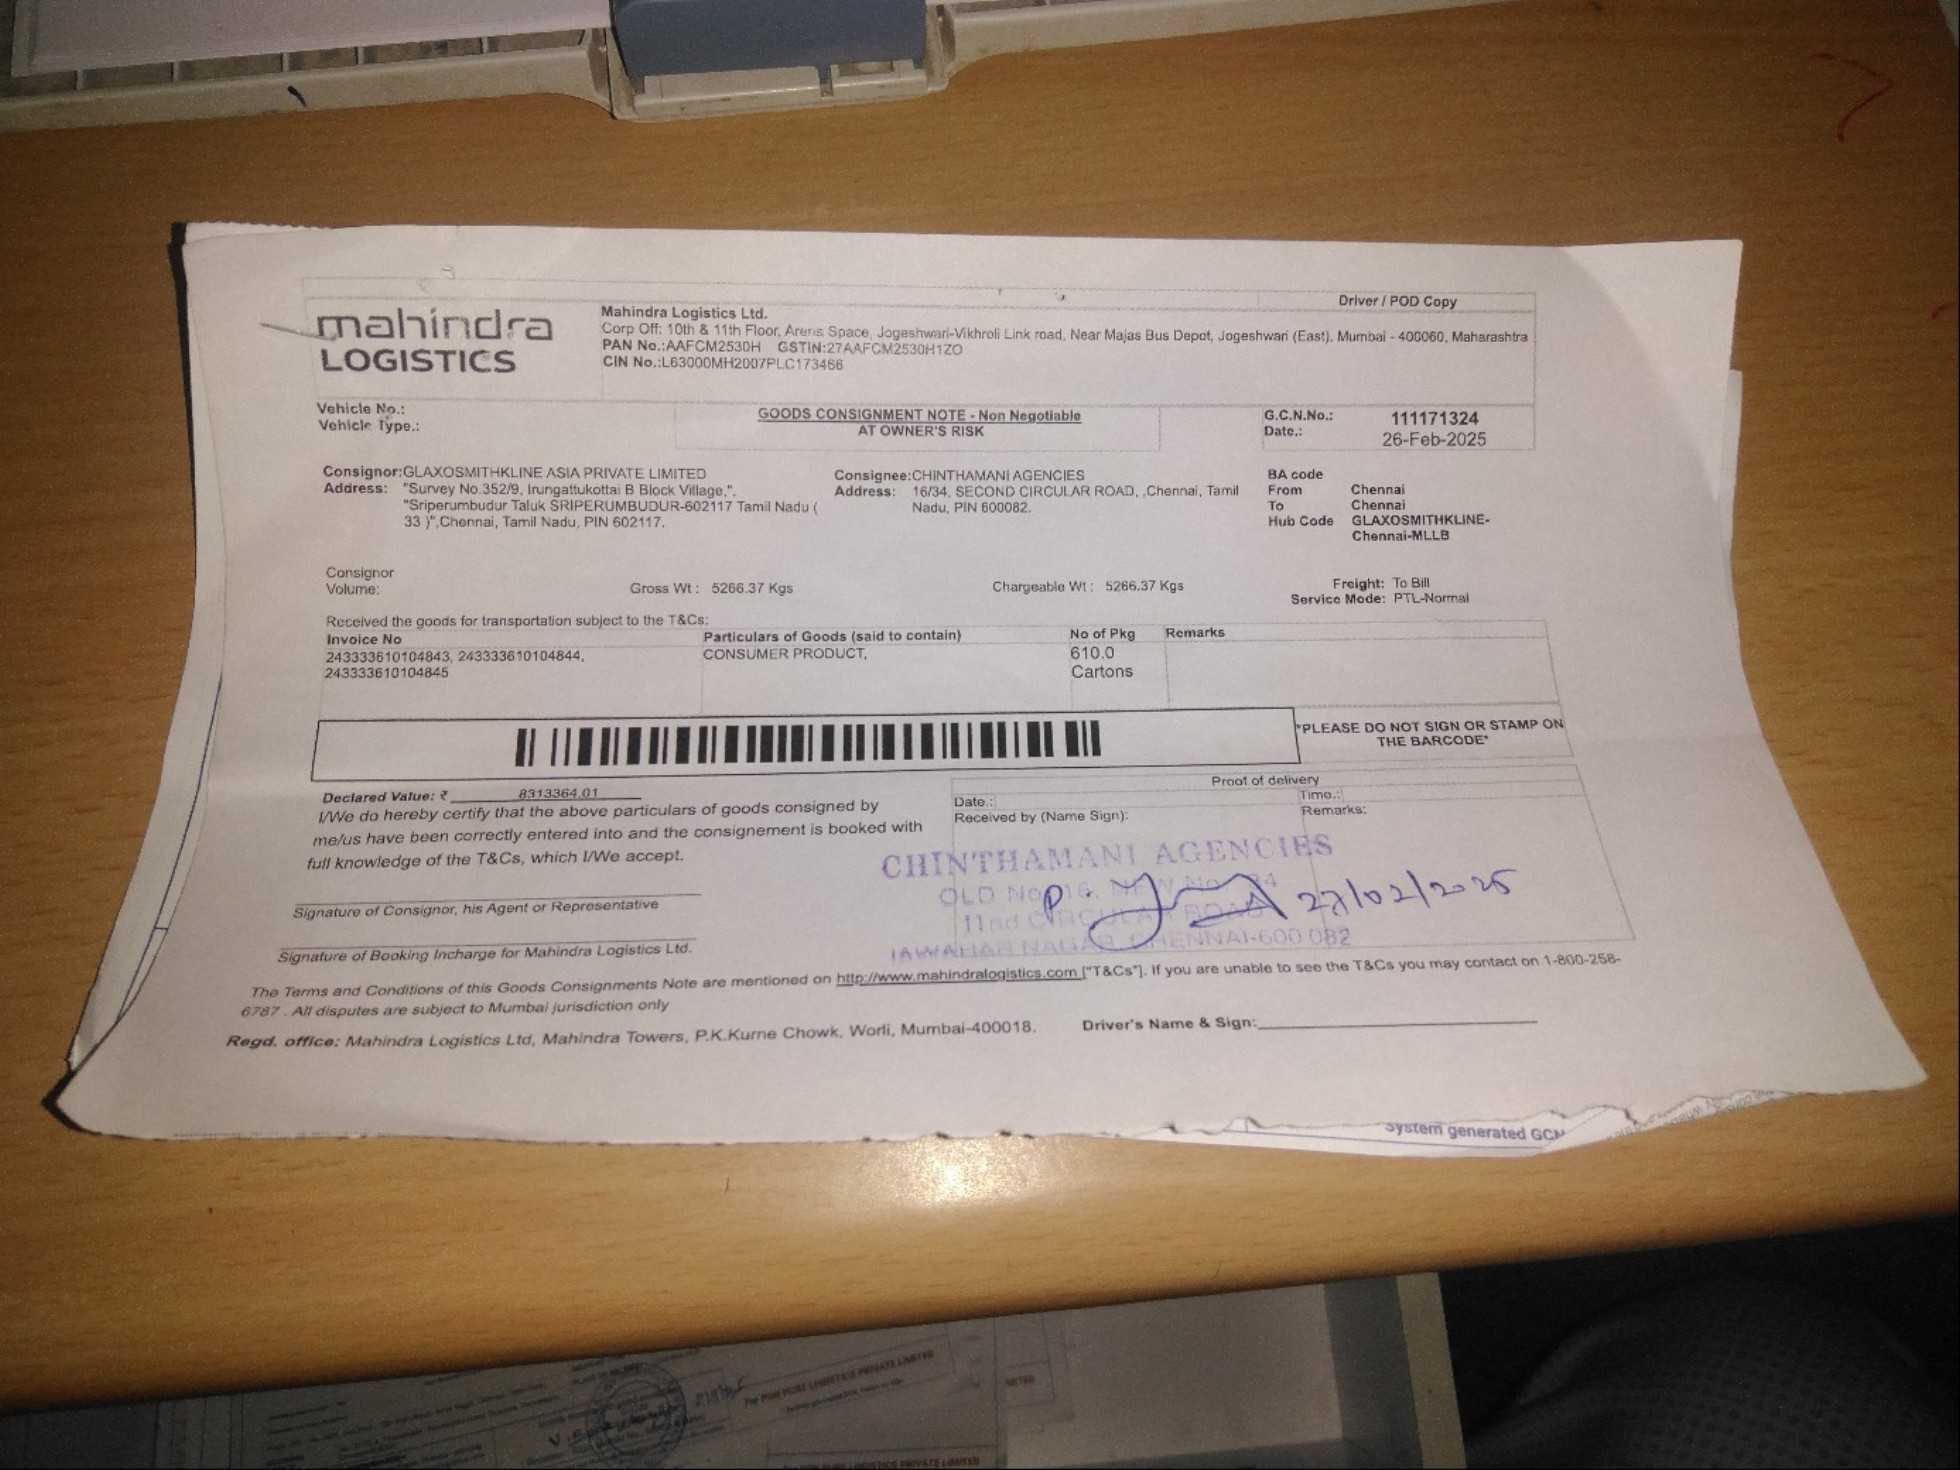 Driver / POD Copy
mahindra
LOGISTICS
Mahindra Logistics Ltd.
Corp Off: 10th & 11th Floor, Arena Space, Jogeshwari-Vikhroli Link road, Near Majas Bus Depot, Jogeshwari (East), Mumbai - 400060, Maharashtra
PAN No.:AAFCM2530H GSTIN:27AAFCM2530H1ZO
CIN No.:L63000MH2007PLC173466
Vehicle No.:
Vehicle Type.:
GOODS CONSIGNMENT NOTE - Non Negotiable
AT OWNER'S RISK
G.C.N.No.: 111171324
Date.: 26-Feb-2025
Consignor:GLAXOSMITHKLINE ASIA PRIVATE LIMITED
Address: "Survey No.352/9, Irungattukottai B Block Village,",
"Sriperumbudur Taluk SRIPERUMBUDUR-602117 Tamil Nadu (
33 )",Chennai, Tamil Nadu, PIN 602117.
Consignee:CHINTHAMANI AGENCIES
Address: 16/34, SECOND CIRCULAR ROAD, ,Chennai, Tamil
Nadu, PIN 600082.
BA code
From Chennai
To Chennai
Hub Code GLAXOSMITHKLINE-
Chennai-MLLB
Consignor
Volume:
Gross Wt : 5266.37 Kgs
Chargeable Wt : 5266.37 Kgs
Freight: To Bill
Service Mode: PTL-Normal
Received the goods for transportation subject to the T&Cs:
Invoice No Particulars of Goods (said to contain) No of Pkg Remarks
243333610104843, 243333610104844, CONSUMER PRODUCT, 610.0
243333610104845 Cartons
*PLEASE DO NOT SIGN OR STAMP ON
THE BARCODE*
Declared Value: ₹ 8313364.01
I/We do hereby certify that the above particulars of goods consigned by
me/us have been correctly entered into and the consignement is booked with
full knowledge of the T&Cs, which I/We accept.
Proof of delivery
Date.: Time.:
Received by (Name Sign): Remarks:
CHINTHAMANI AGENCIES
OLD No. 16, NEW No. 34
IInd CIRCULAR ROAD
JAWAHAR NAGAR, CHENNAI-600 082
27/02/2025
Signature of Consignor, his Agent or Representative
Signature of Booking Incharge for Mahindra Logistics Ltd.
The Terms and Conditions of this Goods Consignments Note are mentioned on http://www.mahindralogistics.com ["T&Cs"]. If you are unable to see the T&Cs you may contact on 1-800-258-
6787 . All disputes are subject to Mumbai jurisdiction only
Regd. office: Mahindra Logistics Ltd, Mahindra Towers, P.K.Kurne Chowk, Worli, Mumbai-400018.
Driver's Name & Sign:
System generated GCN